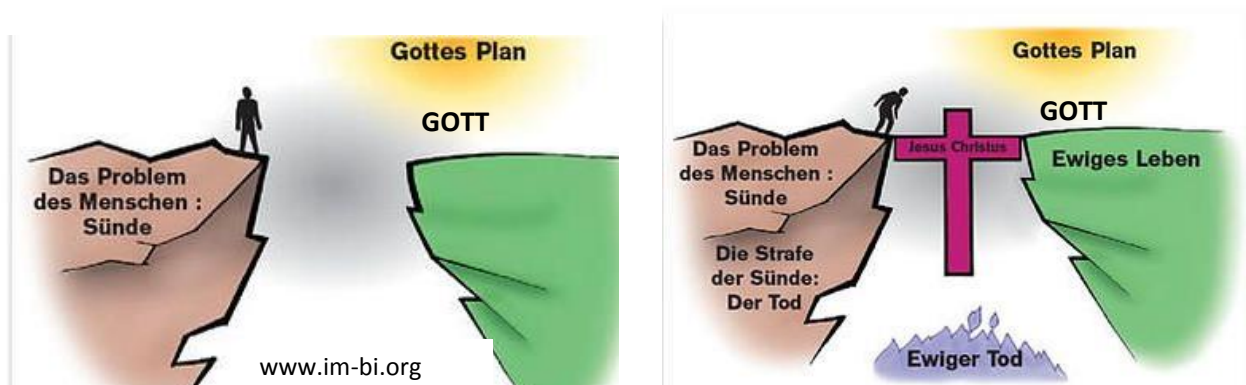 Gottes Plan
GOTT
Das Problem
des Menschen :
Sünde
www.im-bi.org
Gottes Plan
GOTT
Jesus Christus
Das Problem
des Menschen :
Sünde
Ewiges Leben
Die Strafe
der Sünde:
Der Tod
Ewiger Tod